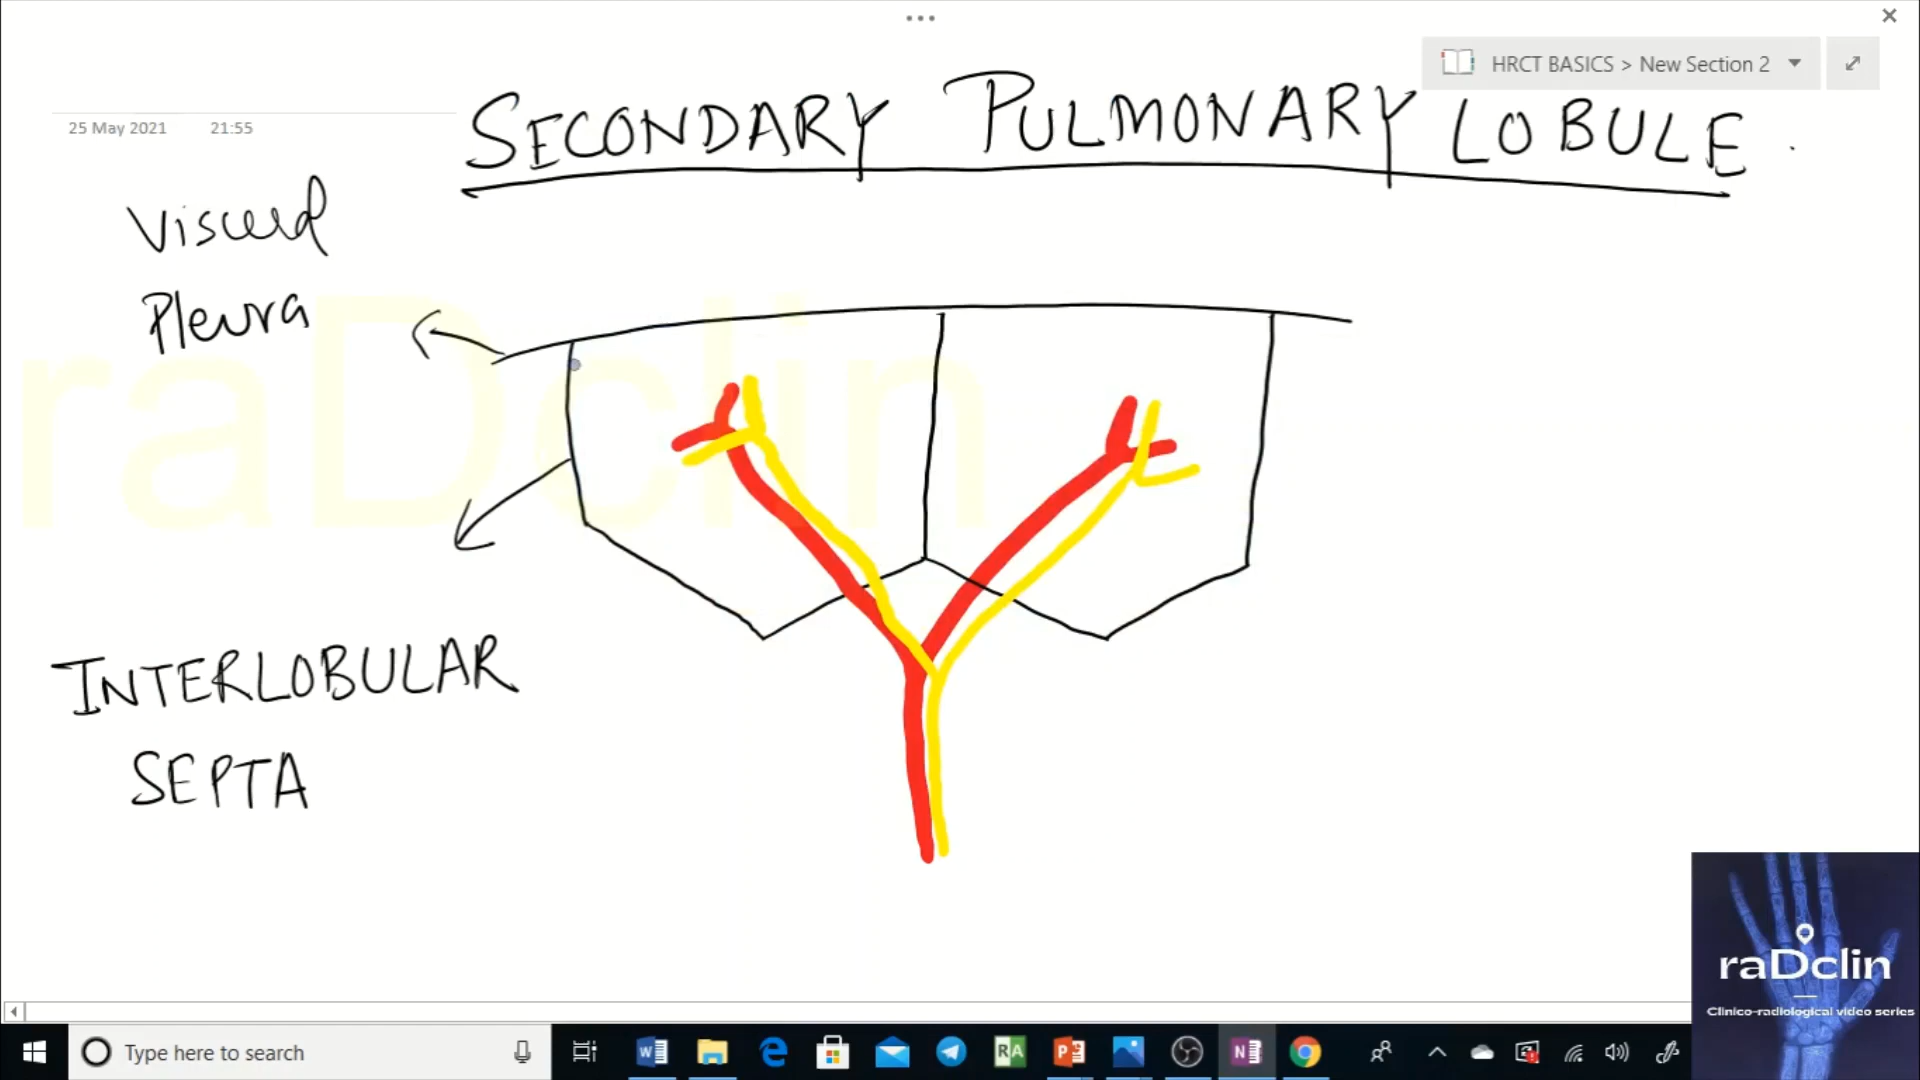 HRCT BASICS > New Section 2
SECONDARY PULMONARY LOBULE.
25 May 2021 21:55
Visceral
Pleura
raDclin
INTERLOBULAR
SEPTA
raDclin
Clinico-radiological video series
Type here to search